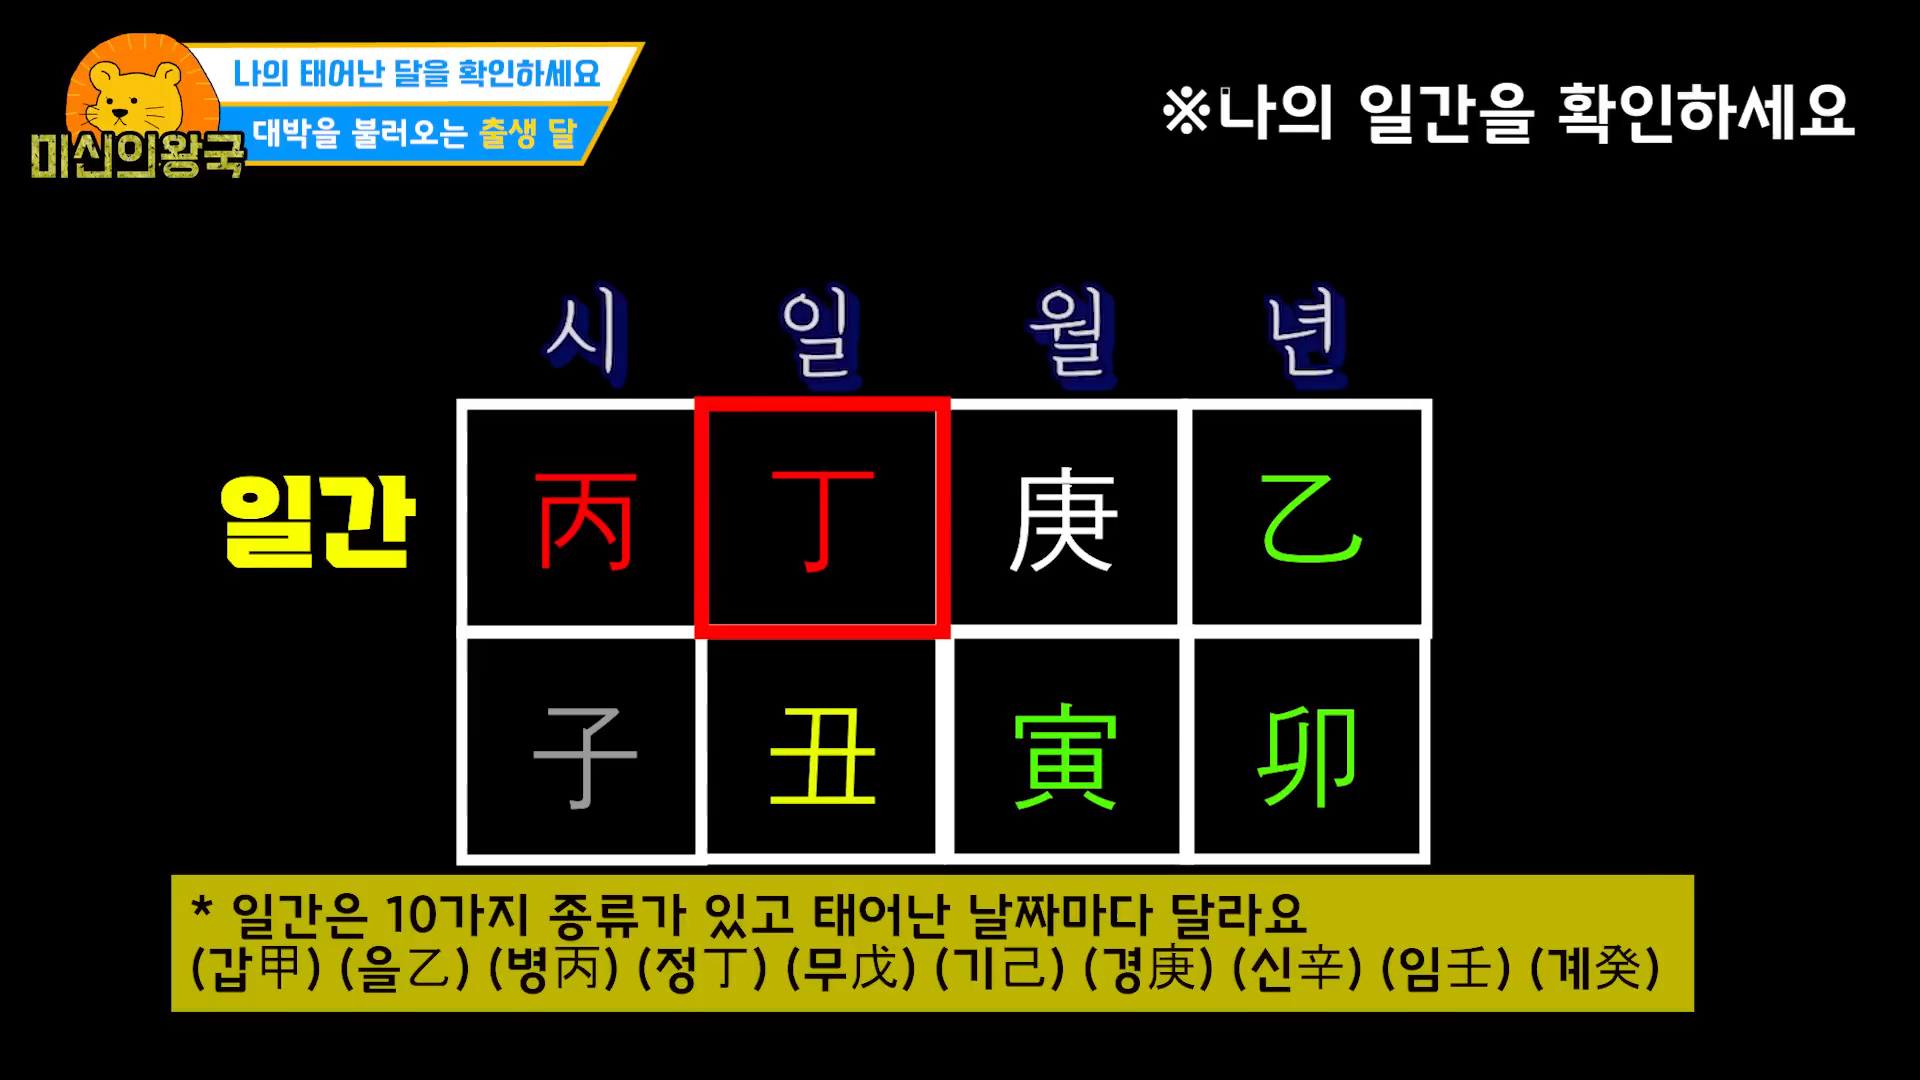 나의 태어난 달을 확인하세요
대박을 불러오는 출생 달
미신의왕국
※나의 일간을 확인하세요
시 일 월 년
일간 丙 丁 庚 乙
子 丑 寅 卯
* 일간은 10가지 종류가 있고 태어난 날짜마다 달라요
(갑甲) (을乙) (병丙) (정丁) (무戊) (기己) (경庚) (신辛) (임壬) (계癸)